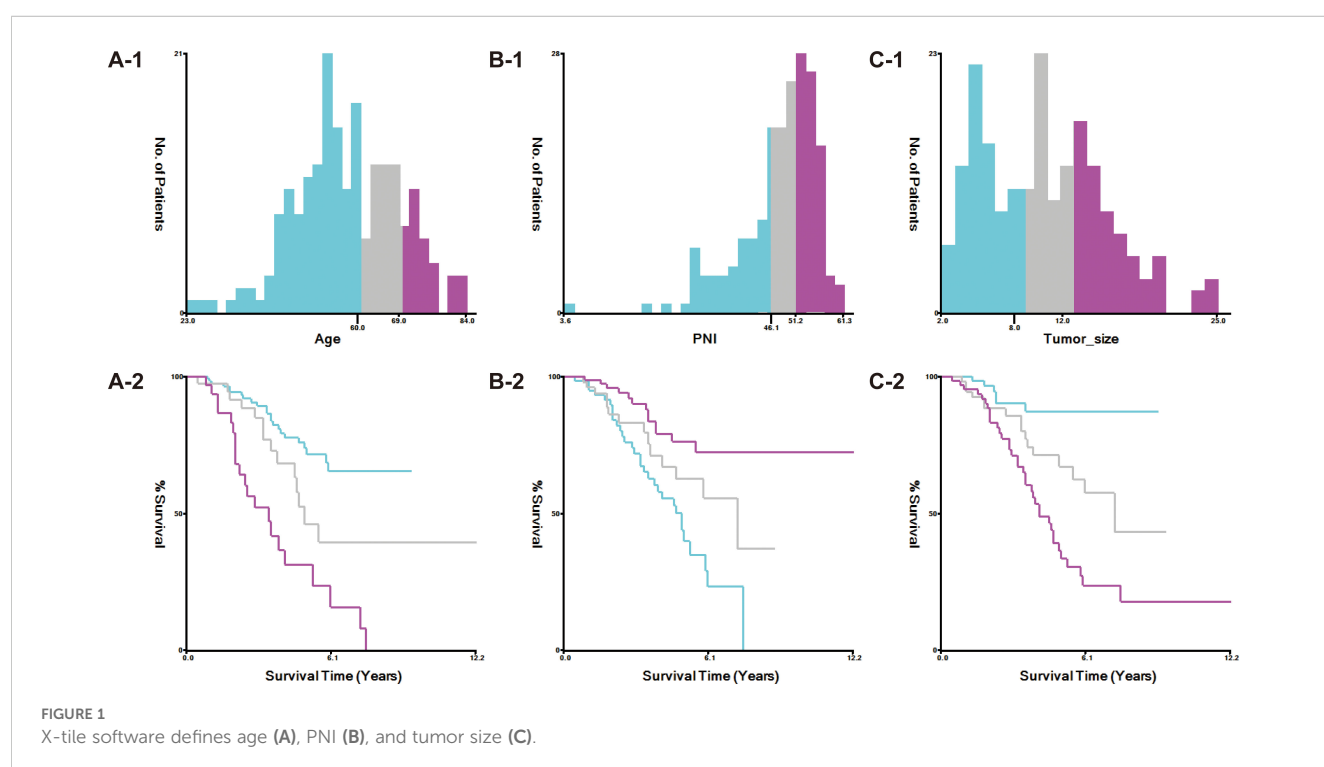 A-1
21
No. of Patients
0
23.0 60.0 69.0 84.0
Age
B-1
28
No. of Patients
0
3.6 46.1 51.2 61.3
PNI
C-1
23
No. of Patients
0
2.0 8.0 12.0 25.0
Tumor_size
A-2
100
% Survival
50
0
0.0 6.1 12.2
Survival Time (Years)
B-2
100
% Survival
50
0
0.0 6.1 12.2
Survival Time (Years)
C-2
100
% Survival
50
0
0.0 6.1 12.2
Survival Time (Years)
FIGURE 1
X-tile software defines age (A), PNI (B), and tumor size (C).